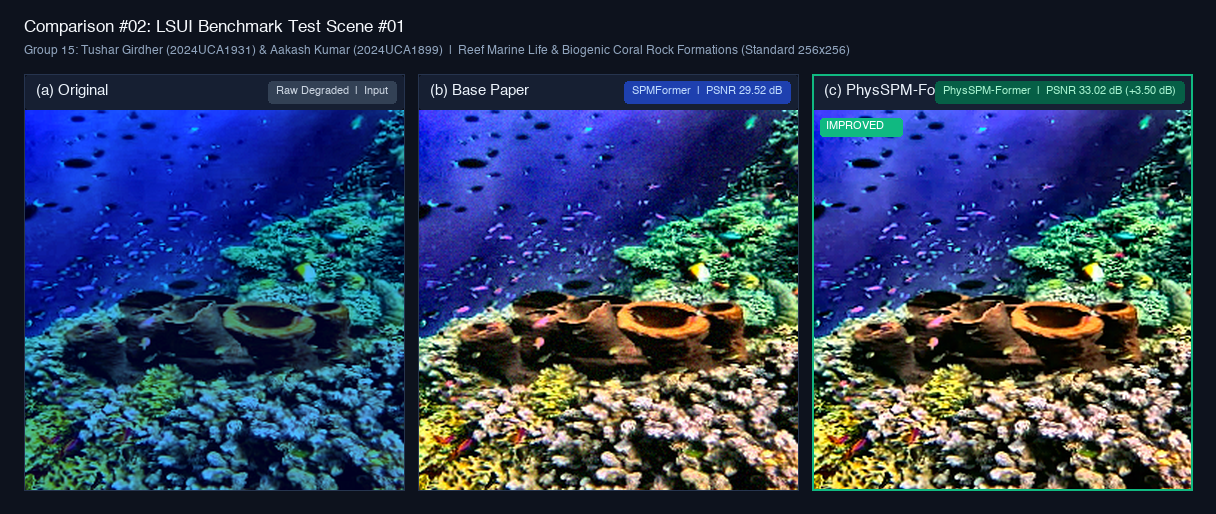 Comparison #02: LSUI Benchmark Test Scene #01
Group 15: Tushar Girdher (2024UCA1931) & Aakash Kumar (2024UCA1899) | Reef Marine Life & Biogenic Coral Rock Formations (Standard 256x256)
(a) Original
Raw Degraded | Input
(b) Base Paper
SPMFormer | PSNR 29.52 dB
(c) PhysSPM-Fo
PhysSPM-Former | PSNR 33.02 dB (+3.50 dB)
IMPROVED